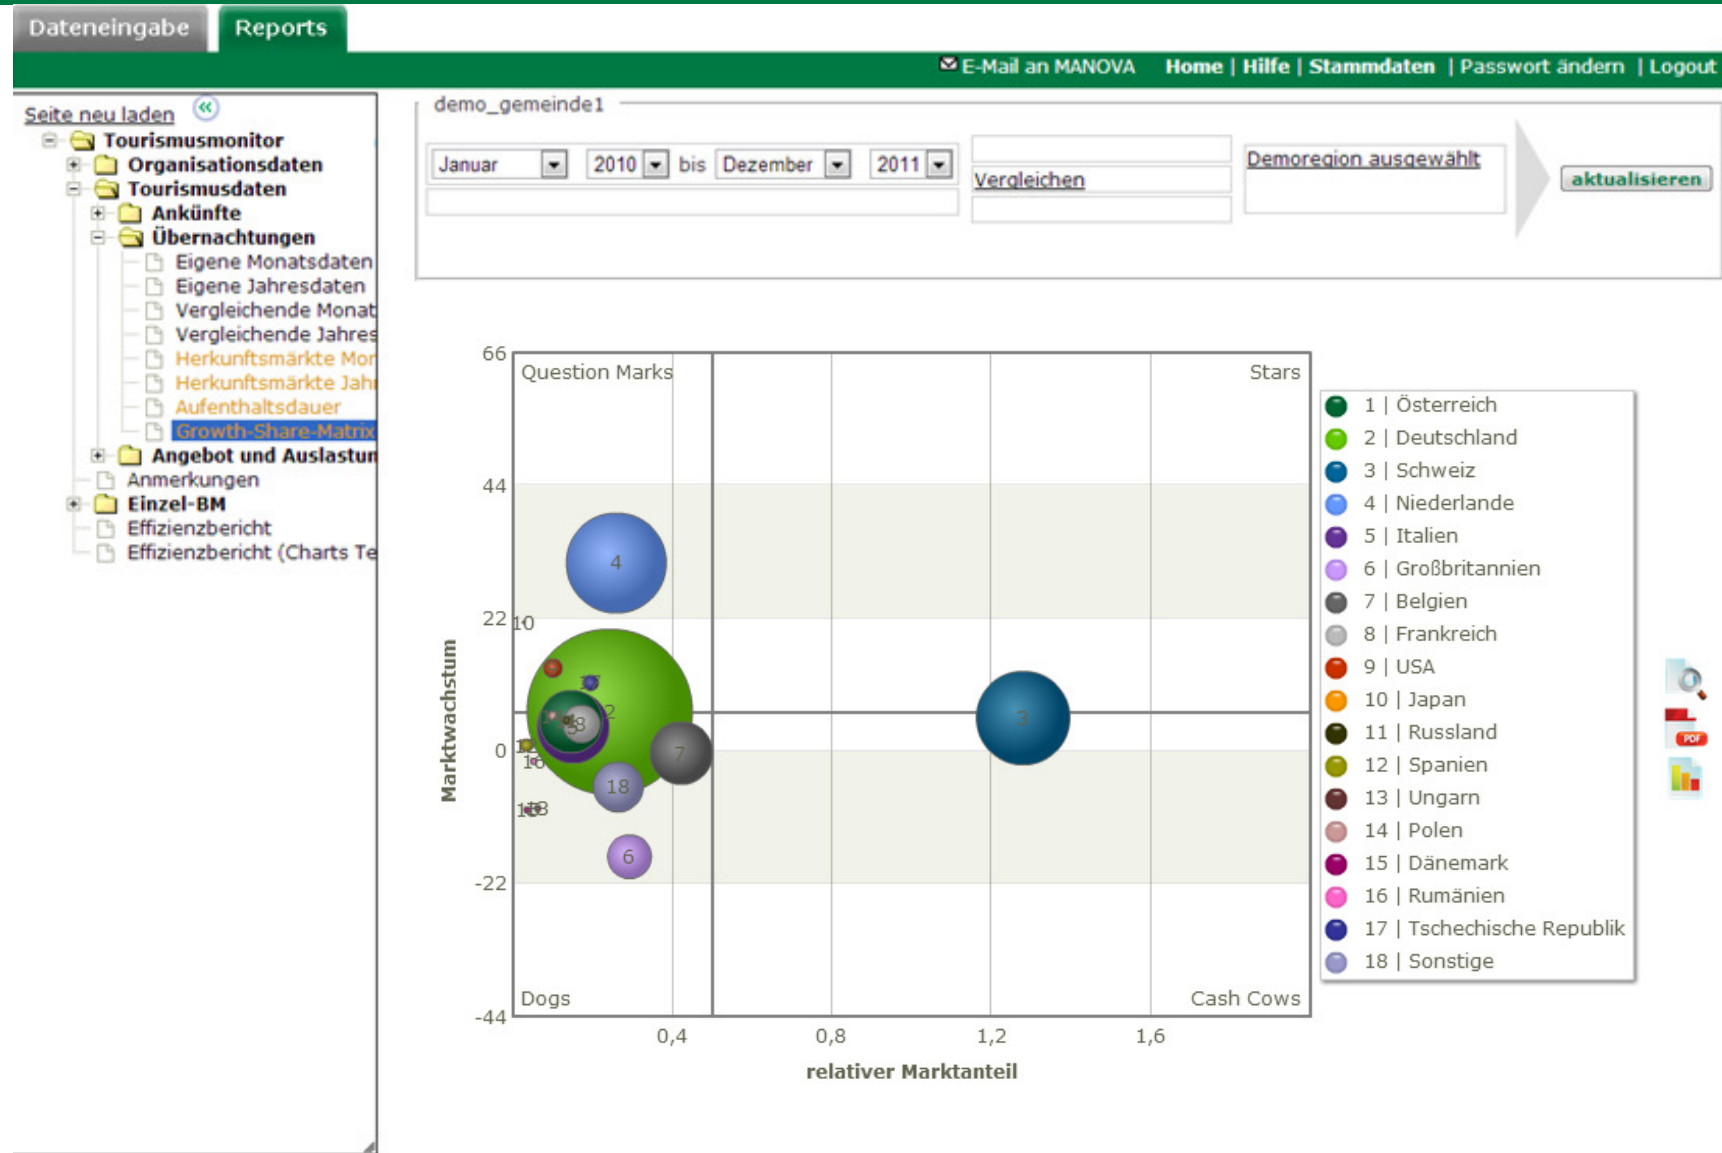 Dateneingabe
Reports
E-Mail an MANOVA Home | Hilfe | Stammdaten | Passwort ändern | Logout
Seite neu laden
Tourismusmonitor
Organisationsdaten
Tourismusdaten
Ankünfte
Übernachtungen
Eigene Monatsdaten
Eigene Jahresdaten
Vergleichende Monat
Vergleichende Jahres
Herkunftsmärkte Mor
Herkunftsmärkte Jah
Aufenthaltsdauer
Growth-Share-Matrix
Angebot und Auslastun
Anmerkungen
Einzel-BM
Effizienzbericht
Effizienzbericht (Charts Te
demo_gemeinde1
Januar 2010 bis Dezember 2011
Vergleichen
Demoregion ausgewählt
aktualisieren
Question Marks
Stars
Dogs
Cash Cows
66
44
22
0
-22
-44
Marktwachstum
0,4
0,8
1,2
1,6
relativer Marktanteil
4
10
17
2
8
3
7
18
6
1 | Österreich
2 | Deutschland
3 | Schweiz
4 | Niederlande
5 | Italien
6 | Großbritannien
7 | Belgien
8 | Frankreich
9 | USA
10 | Japan
11 | Russland
12 | Spanien
13 | Ungarn
14 | Polen
15 | Dänemark
16 | Rumänien
17 | Tschechische Republik
18 | Sonstige
PDF